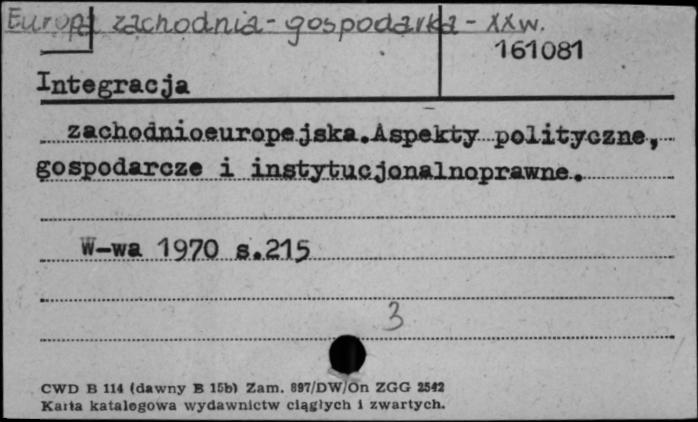 Europa zachodnia - gospodarka - XX w.
161081
Integracja
zachodnioeuropejska.Aspekty polityczne,
gospodarcze i instytucjonalnoprawne.
W-wa 1970 s.215
3
CWD B 114 (dawny B 15b) Zam. 897/DW/On ZGG 2542
Karta katalogowa wydawnictw ciągłych i zwartych.